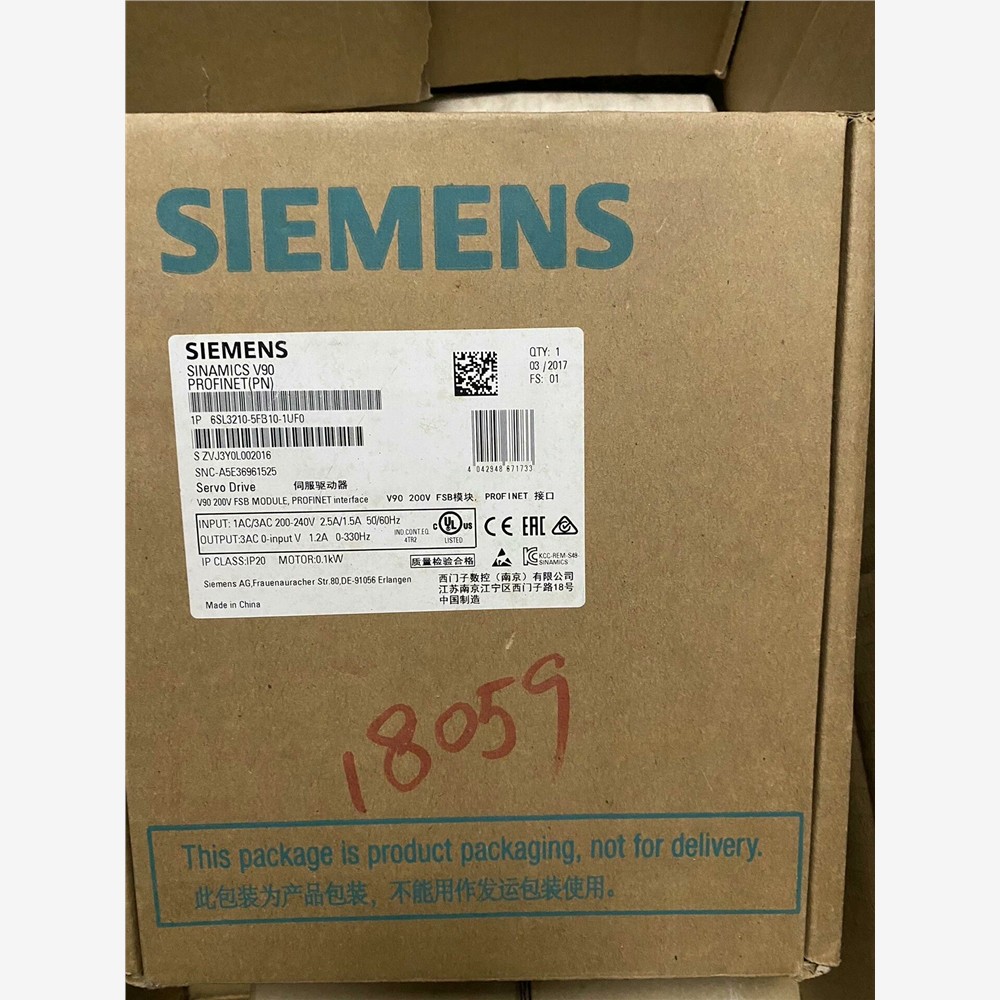 SIEMENS
SIEMENS
SINAMICS V90
PROFINET(PN)
QTY: 1
03 / 2017
FS: 01
1P 6SL3210-5FB10-1UF0
S ZVJ3Y0L002016
SNC-A5E36961525
4 042948 671733
Servo Drive 伺服驱动器
V90 200V FSB MODULE, PROFINET interface V90 200V FSB模块, PROFINET 接口
INPUT: 1AC/3AC 200-240V 2.5A/1.5A 50/60Hz
OUTPUT:3AC 0-input V 1.2A 0-330Hz
IND.CONT.EQ.
4TR2
c UL us
LISTED
CE EAC
IP CLASS:IP20 MOTOR:0.1kW
质量检验合格
KCC-REM-S49-
SINAMICS
Siemens AG,Frauenauracher Str.80,DE-91056 Erlangen
西门子数控（南京）有限公司
江苏南京江宁区西门子路18号
中国制造
Made in China
18059
This package is product packaging, not for delivery.
此包装为产品包装，不能用作发运包装使用。